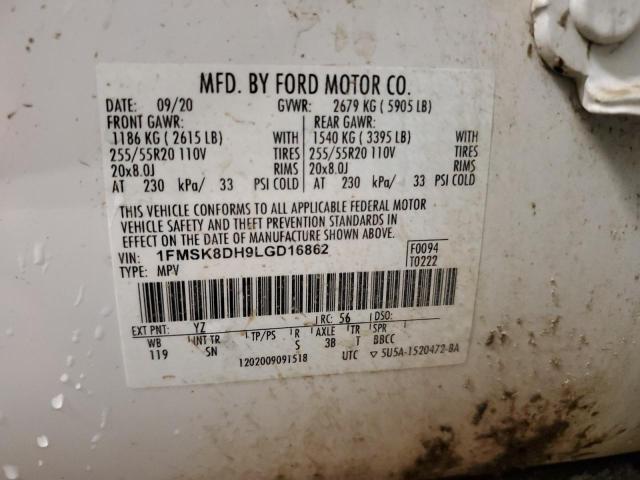 MFD. BY FORD MOTOR CO.
DATE: 09/20 GVWR: 2679 KG ( 5905 LB)
FRONT GAWR: REAR GAWR:
1186 KG ( 2615 LB) WITH 1540 KG ( 3395 LB) WITH
255/55R20 110V TIRES 255/55R20 110V TIRES
20x8.0J RIMS 20x8.0J RIMS
AT 230 kPa/ 33 PSI COLD AT 230 kPa/ 33 PSI COLD
THIS VEHICLE CONFORMS TO ALL APPLICABLE FEDERAL MOTOR
VEHICLE SAFETY AND THEFT PREVENTION STANDARDS IN
EFFECT ON THE DATE OF MANUFACTURE SHOWN ABOVE.
VIN: 1FMSK8DH9LGD16862 F0094
TYPE: MPV T0222
EXT PNT: YZ RC: 56 DSO:
WB INT TR TP/PS R AXLE TR SPR
119 SN S 3B T BBCC
1202009091518 UTC ▽ 5U5A-1520472-BA